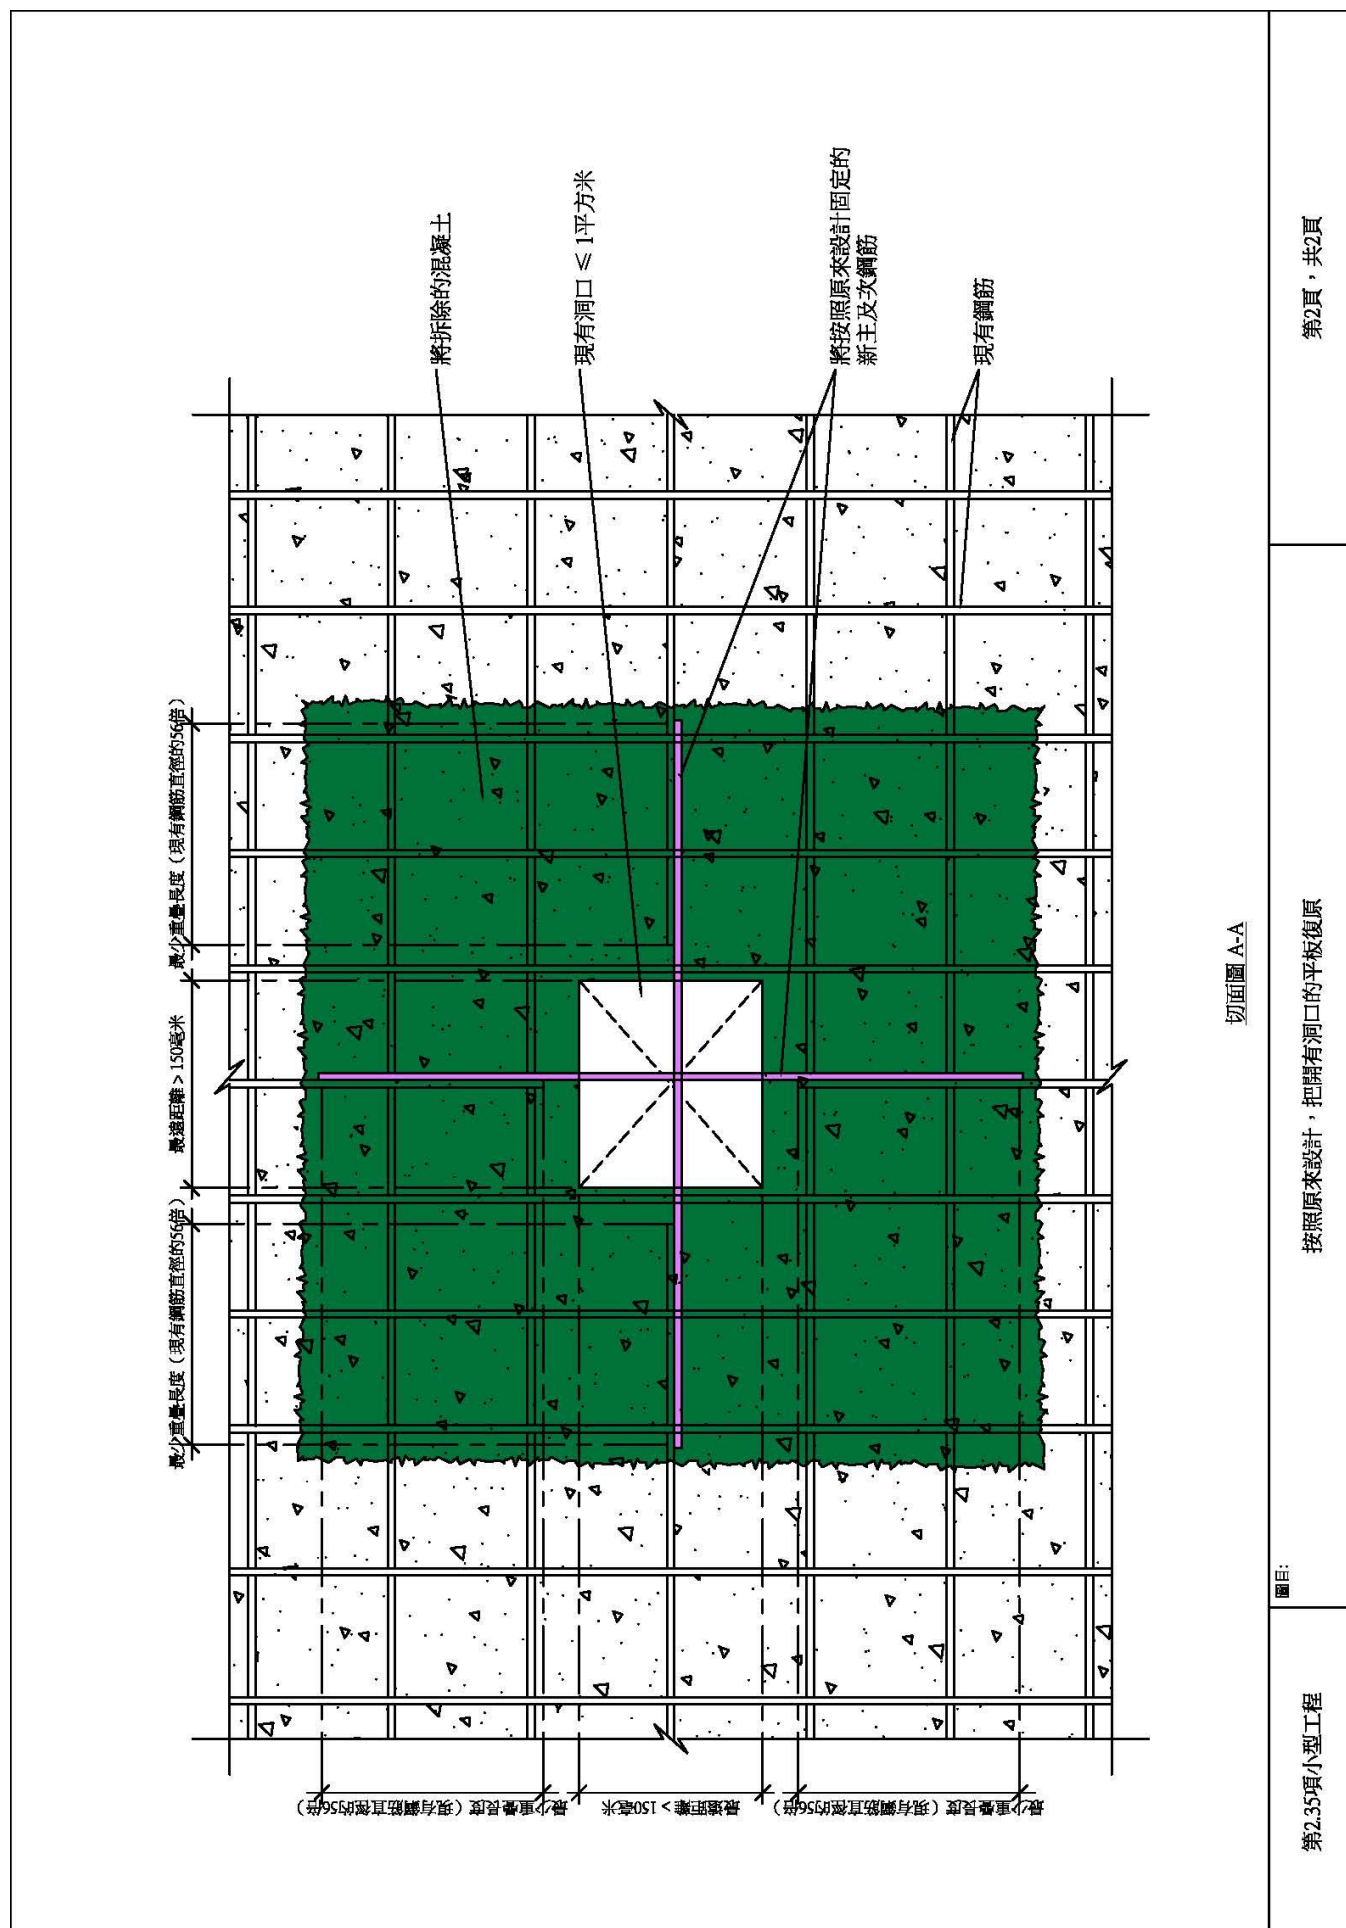 最少重疊長度（現有鋼筋直徑的56倍）
最遠距離 > 150毫米
最少重疊長度（現有鋼筋直徑的56倍）
最少重疊長度（現有鋼筋直徑的56倍）
最遠距離 > 150毫米
最少重疊長度（現有鋼筋直徑的56倍）
將拆除的混凝土
現有洞口 ≤ 1平方米
將按照原來設計固定的
新主及次鋼筋
現有鋼筋
切面圖 A-A
第2.35項小型工程
圖目:
按照原來設計，把開有洞口的平板復原
第2頁，共2頁